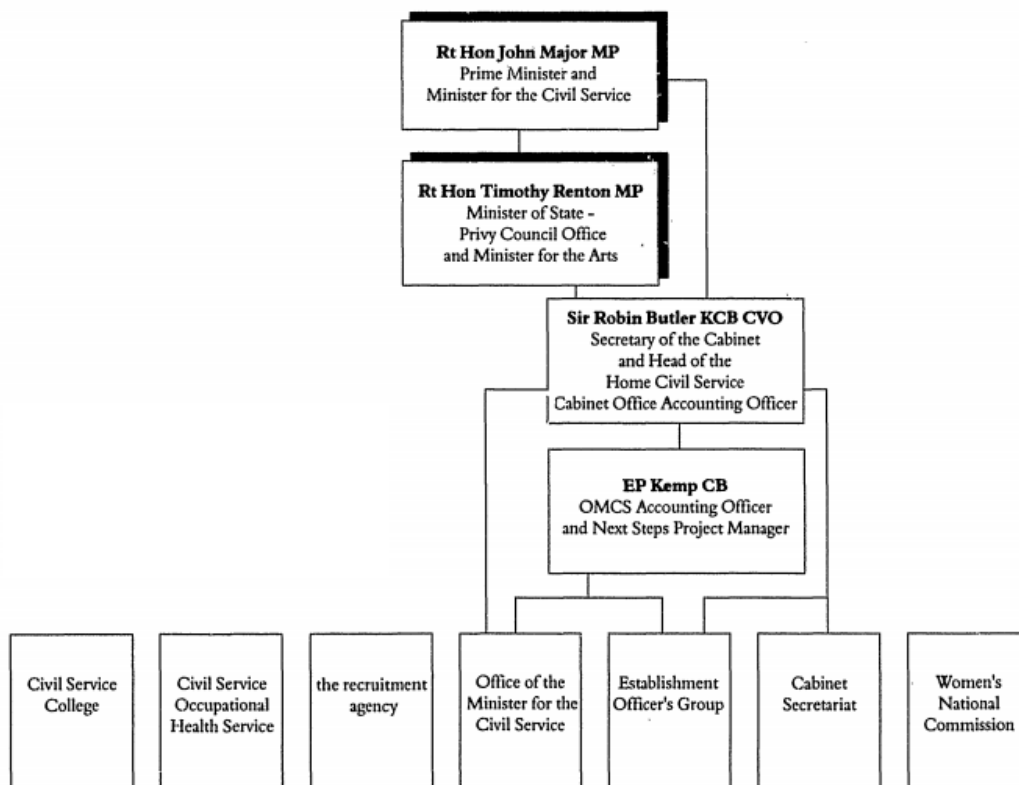 Rt Hon John Major MP
Prime Minister and
Minister for the Civil Service
Rt Hon Timothy Renton MP
Minister of State -
Privy Council Office
and Minister for the Arts
Sir Robin Butler KCB CVO
Secretary of the Cabinet
and Head of the
Home Civil Service
Cabinet Office Accounting Officer
EP Kemp CB
OMCS Accounting Officer
and Next Steps Project Manager
Civil Service
College
Civil Service
Occupational
Health Service
the recruitment
agency
Office of the
Minister for the
Civil Service
Establishment
Officer's Group
Cabinet
Secretariat
Women's
National
Commission